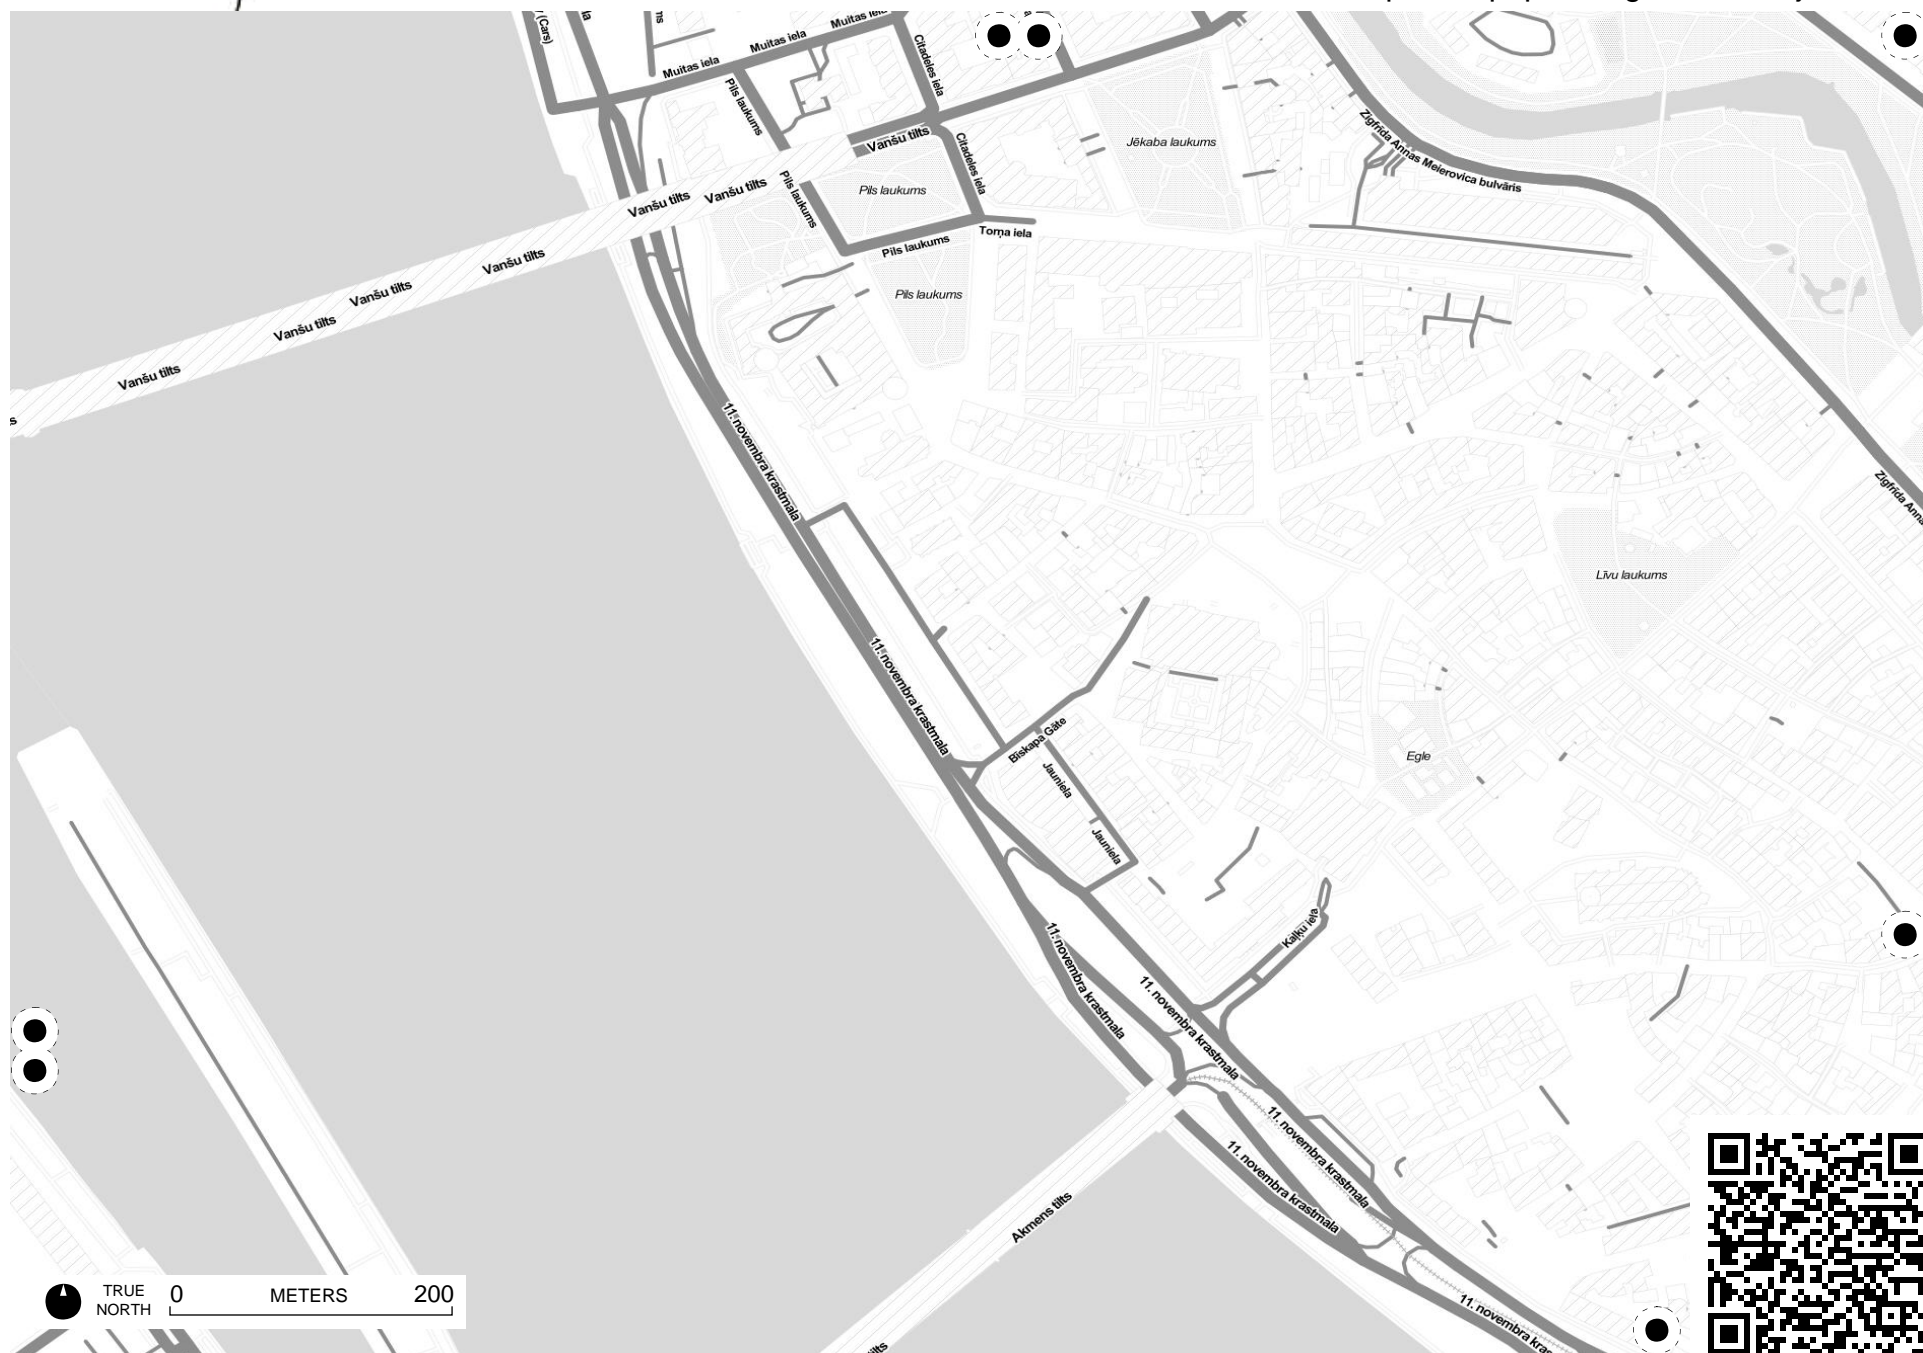 (Cars)
Muitas iela
Muitas iela
Muitas iela
Citadeles iela
Pils laukums
Vanšu tilts
Citadeles iela
Jēkaba laukums
Zigfrīda Annas Meierovica bulvāris
Pils laukums
Pils laukums
Vanšu tilts
Vanšu tilts
Pils laukums
Torņa iela
Vanšu tilts
Pils laukums
Vanšu tilts
Vanšu tilts
Vanšu tilts
11. novembra krastmala
Zigfrīda Anna
Līvu laukums
11. novembra krastmala
Bīskapa Gāte
Jauniela
Egle
Jauniela
Kaļķu iela
11. novembra krastmala
11. novembra krastmala
11. novembra krastmala
11. novembra krastmala
Akmens tilts
TRUE NORTH
0 METERS 200
11. novembra kras
tilts